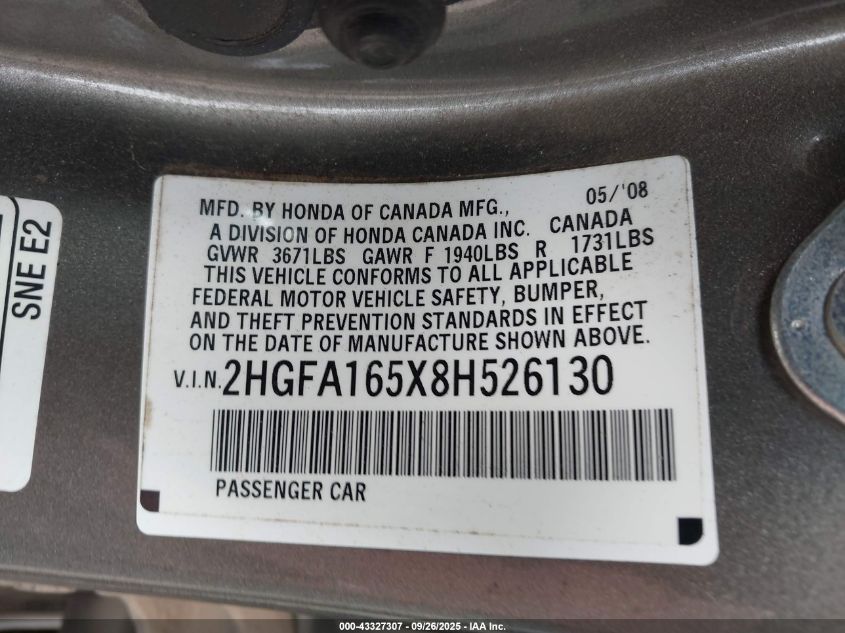 MFD. BY HONDA OF CANADA MFG., 05/'08
A DIVISION OF HONDA CANADA INC. CANADA
GVWR 3671LBS GAWR F 1940LBS R 1731LBS
THIS VEHICLE CONFORMS TO ALL APPLICABLE
FEDERAL MOTOR VEHICLE SAFETY, BUMPER,
AND THEFT PREVENTION STANDARDS IN EFFECT
ON THE DATE OF MANUFACTURE SHOWN ABOVE.
V.I.N. 2HGFA165X8H526130
PASSENGER CAR
SNE E2
000-43327307 - 09/26/2025 - IAA Inc.